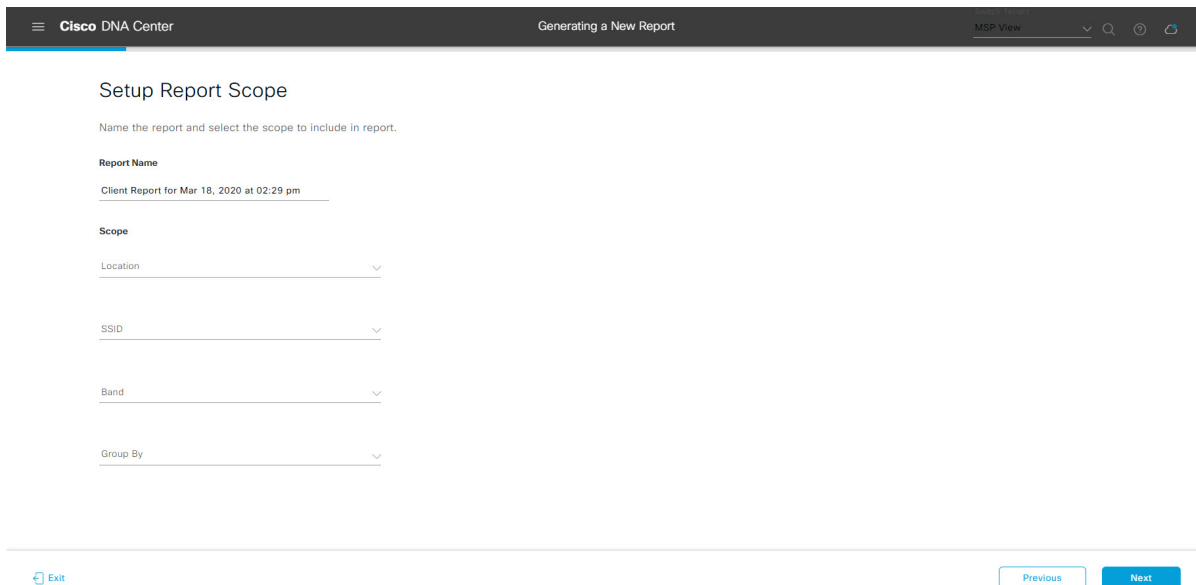 Cisco DNA Center
Generating a New Report
MSP View
Setup Report Scope
Name the report and select the scope to include in report.
Report Name
Client Report for Mar 18, 2020 at 02:29 pm
Scope
Location
SSID
Band
Group By
Exit
Previous
Next